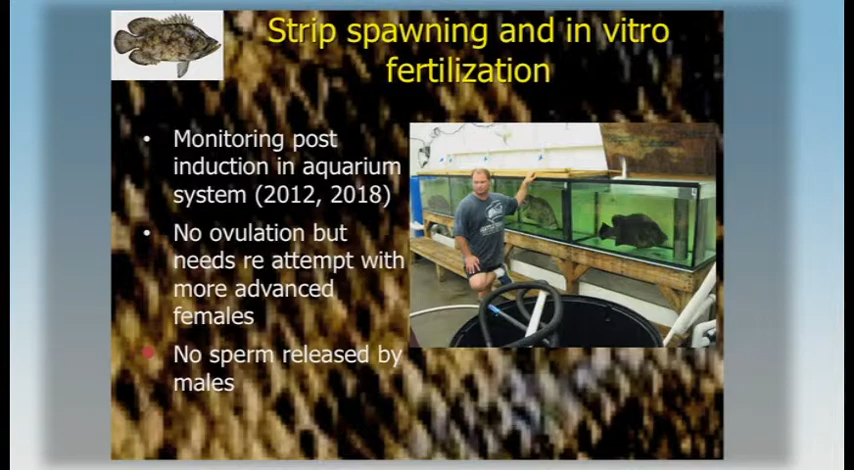 Strip spawning and in vitro
fertilization
• Monitoring post
induction in aquarium
system (2012, 2018)
• No ovulation but
needs re attempt with
more advanced
females
• No sperm released by
males